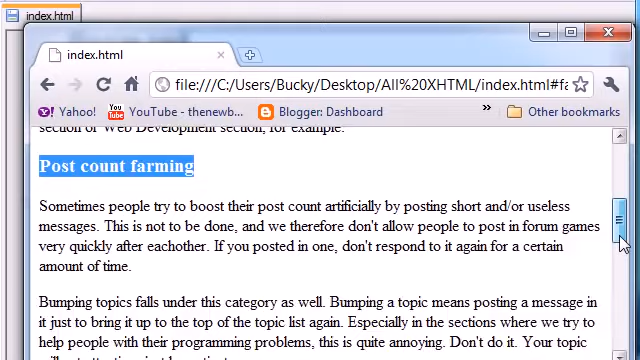 index.html
index.html
file:///C:/Users/Bucky/Desktop/All%20XHTML/index.html#fa
Yahoo! YouTube - thenewb... Blogger: Dashboard » Other bookmarks
section or Web Development section, for example.
Post count farming
Sometimes people try to boost their post count artificially by posting short and/or useless
messages. This is not to be done, and we therefore don't allow people to post in forum games
very quickly after eachother. If you posted in one, don't respond to it again for a certain
amount of time.
Bumping topics falls under this category as well. Bumping a topic means posting a message in
it just to bring it up to the top of the topic list again. Especially in the sections where we try to
help people with their programming problems, this is quite annoying. Don't do it. Your topic